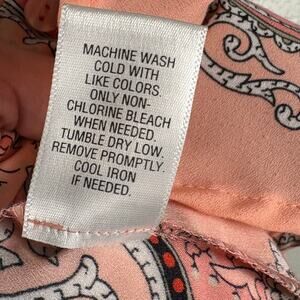 MACHINE WASH
COLD WITH
LIKE COLORS.
ONLY NON-
CHLORINE BLEACH
WHEN NEEDED.
TUMBLE DRY LOW.
REMOVE PROMPTLY.
COOL IRON
IF NEEDED.